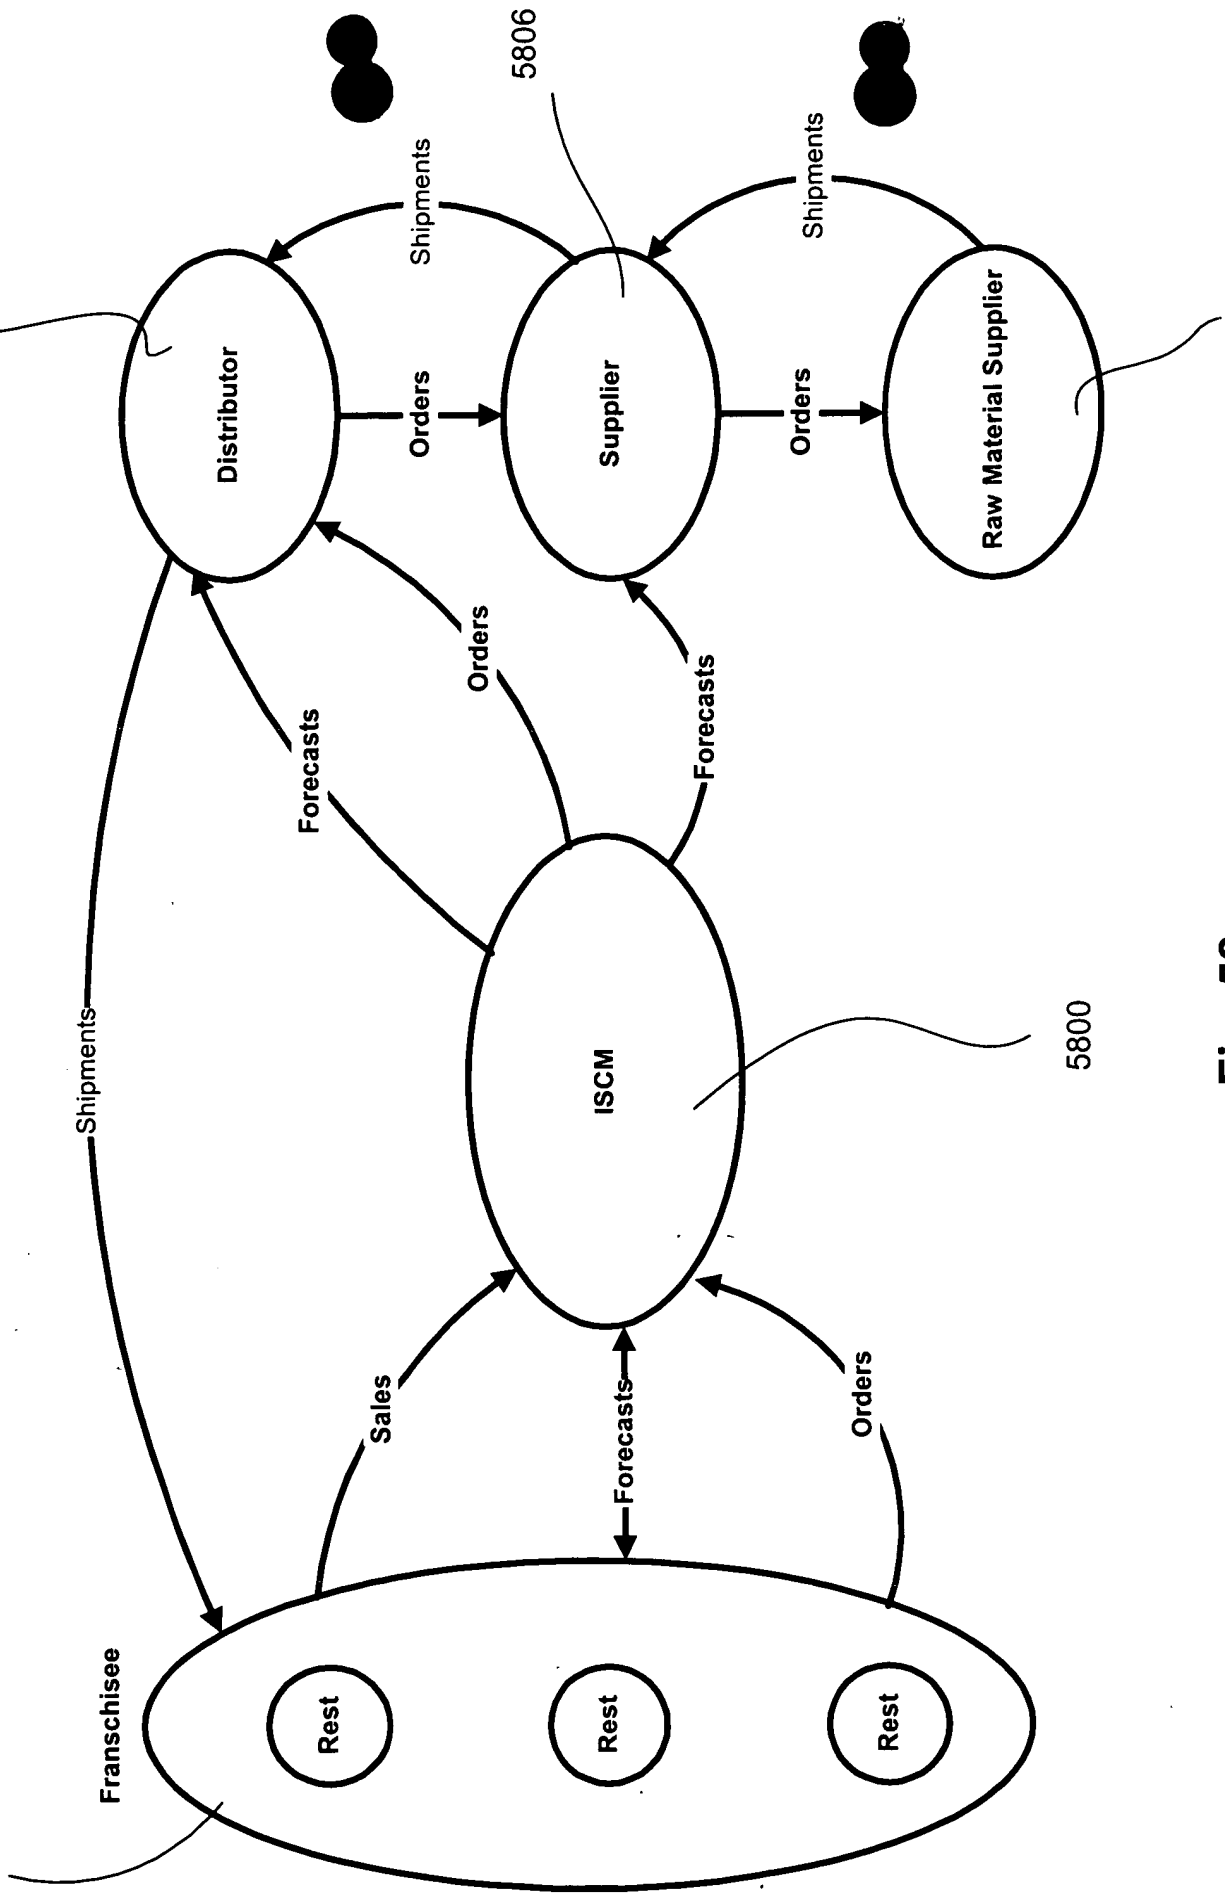 Franschisee
Rest
Rest
Rest
Shipments
Sales
Forecasts
Orders
ISCM
5800
Forecasts
Orders
Forecasts
Distributor
Orders
Shipments
Supplier
5806
Orders
Shipments
Raw Material Supplier